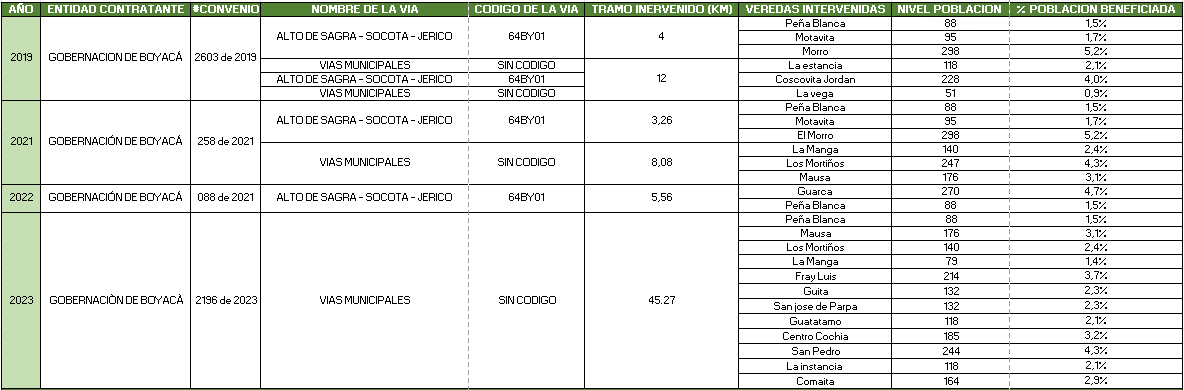 AÑO ENTIDAD CONTRATANTE #CONVENIO NOMBRE DE LA VIA CODIGO DE LA VIA TRAMO INERVENIDO (KM) VEREDAS INTERVENIDAS NIVEL POBLACION % POBLACION BENEFICIADA
2019 GOBERNACION DE BOYACÁ 2603 de 2019 ALTO DE SAGRA - SOCOTA - JERICO 64BY01 4 Peña Blanca 88 1,5%
Motavita 95 1,7%
Morro 298 5,2%
VIAS MUNICIPALES SIN CODIGO 12 La estancia 118 2,1%
ALTO DE SAGRA - SOCOTA - JERICO 64BY01 Coscovita Jordan 228 4,0%
VIAS MUNICIPALES SIN CODIGO La vega 51 0,9%
2021 GOBERNACIÓN DE BOYACÁ 258 de 2021 ALTO DE SAGRA - SOCOTA - JERICO 64BY01 3,26 Peña Blanca 88 1,5%
Motavita 95 1,7%
El Morro 298 5,2%
VIAS MUNICIPALES SIN CODIGO 8,08 La Manga 140 2,4%
Los Mortiños 247 4,3%
Mausa 176 3,1%
2022 GOBERNACIÓN DE BOYACÁ 088 de 2021 ALTO DE SAGRA - SOCOTA - JERICO 64BY01 5,56 Guarca 270 4,7%
Peña Blanca 88 1,5%
2023 GOBERNACIÒN DE BOYACÁ 2196 de 2023 VIAS MUNICIPALES SIN CODIGO 45.27 Peña Blanca 88 1,5%
Mausa 176 3,1%
Los Mortiños 140 2,4%
La Manga 79 1,4%
Fray Luis 214 3,7%
Guita 132 2,3%
San jose de Parpa 132 2,3%
Guatatamo 118 2,1%
Centro Cochia 185 3,2%
San Pedro 244 4,3%
La instancia 118 2,1%
Comaita 164 2,9%